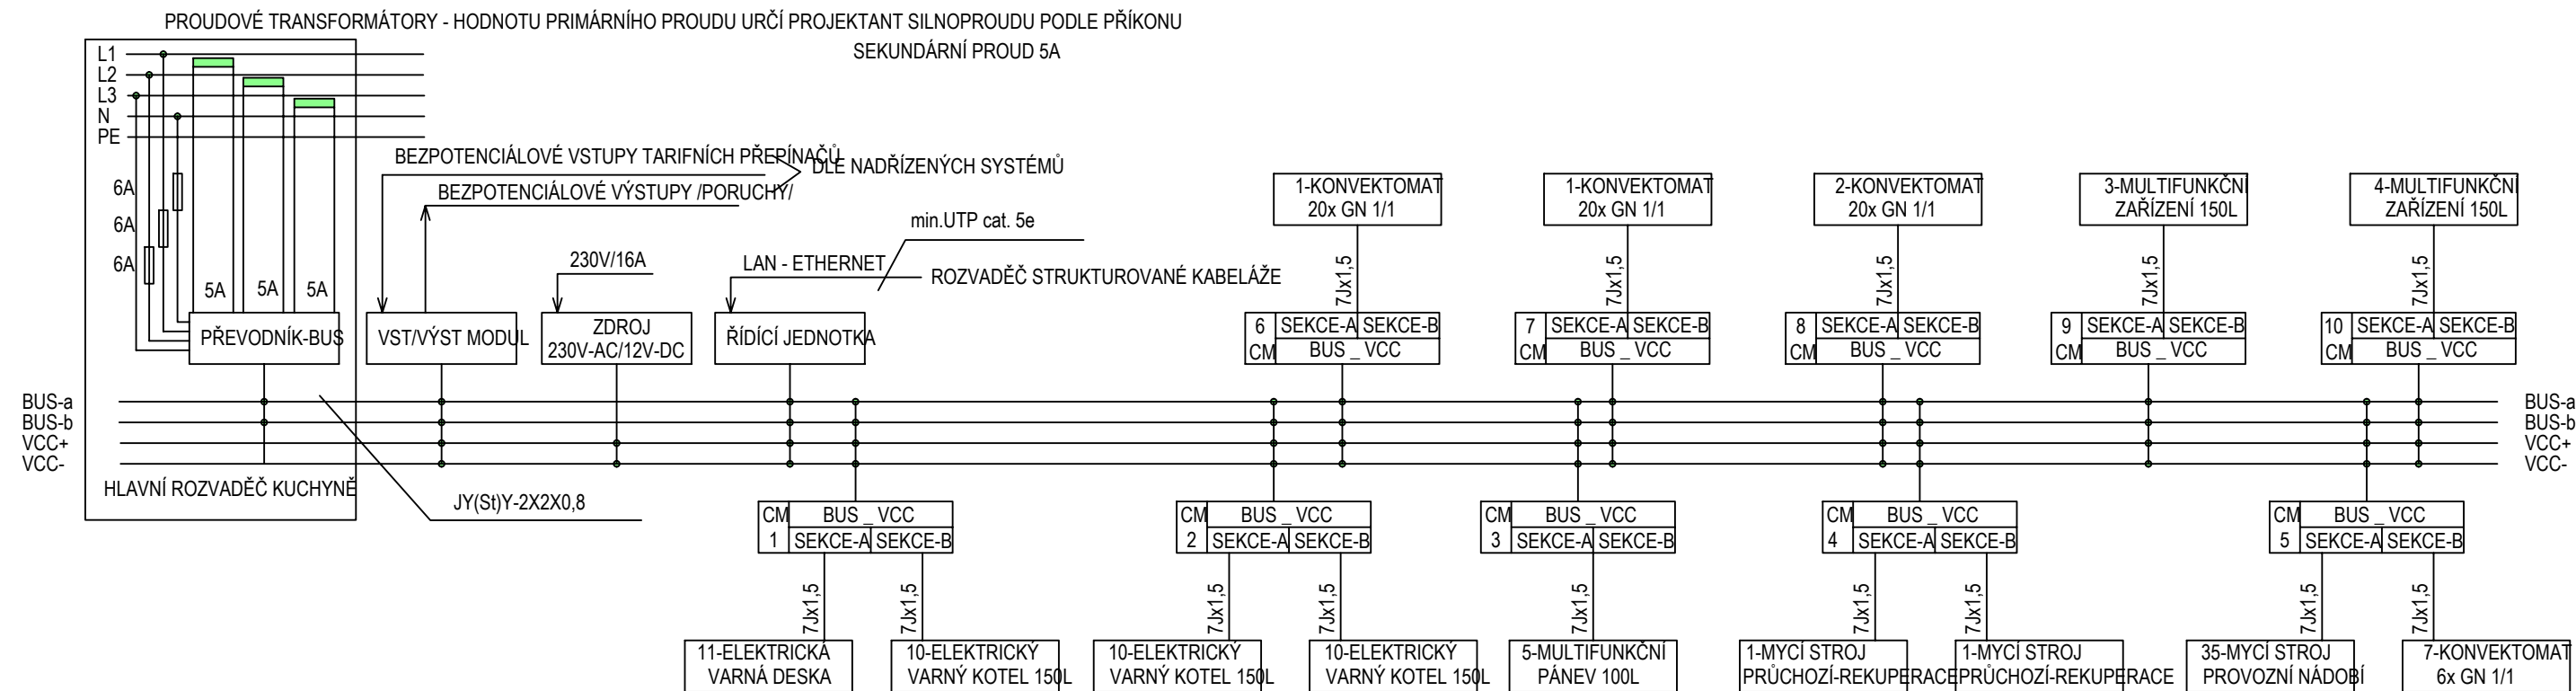 PROUDOVÉ TRANSFORMÁTORY - HODNOTU PRIMÁRNÍHO PROUDU URČÍ PROJEKTANT SILNOPROUDU PODLE PŘÍKONU
SEKUNDÁRNÍ PROUD 5A
L1
L2
L3
N
PE
BEZPOTENCIÁLOVÉ VSTUPY TARIFNÍCH PŘEPÍNAČŮ
DLE NADŘÍZENÝCH SYSTÉMŮ
BEZPOTENCIÁLOVÉ VÝSTUPY /PORUCHY/
6A
6A
6A
5A
5A
5A
min.UTP cat. 5e
230V/16A
LAN - ETHERNET
ROZVADĚČ STRUKTUROVANÉ KABELÁŽE
1-KONVEKTOMAT
20x GN 1/1
1-KONVEKTOMAT
20x GN 1/1
2-KONVEKTOMAT
20x GN 1/1
3-MULTIFUNKČNÍ
ZAŘÍZENÍ 150L
4-MULTIFUNKČNÍ
ZAŘÍZENÍ 150L
7Jx1,5
7Jx1,5
7Jx1,5
7Jx1,5
7Jx1,5
PŘEVODNÍK-BUS
VST/VÝST MODUL
ZDROJ
230V-AC/12V-DC
ŘÍDÍCÍ JEDNOTKA
6 SEKCE-A SEKCE-B
CM BUS _ VCC
7 SEKCE-A SEKCE-B
CM BUS _ VCC
8 SEKCE-A SEKCE-B
CM BUS _ VCC
9 SEKCE-A SEKCE-B
CM BUS _ VCC
10 SEKCE-A SEKCE-B
CM BUS _ VCC
BUS-a
BUS-b
VCC+
VCC-
BUS-a
BUS-b
VCC+
VCC-
HLAVNÍ ROZVADĚČ KUCHYNĚ
JY(St)Y-2X2X0,8
CM BUS _ VCC
1 SEKCE-A SEKCE-B
CM BUS _ VCC
2 SEKCE-A SEKCE-B
CM BUS _ VCC
3 SEKCE-A SEKCE-B
CM BUS _ VCC
4 SEKCE-A SEKCE-B
CM BUS _ VCC
5 SEKCE-A SEKCE-B
7Jx1,5
7Jx1,5
7Jx1,5
7Jx1,5
7Jx1,5
7Jx1,5
7Jx1,5
7Jx1,5
7Jx1,5
11-ELEKTRICKÁ
VARNÁ DESKA
10-ELEKTRICKÝ
VARNÝ KOTEL 150L
10-ELEKTRICKÝ
VARNÝ KOTEL 150L
10-ELEKTRICKÝ
VARNÝ KOTEL 150L
5-MULTIFUNKČNÍ
PÁNEV 100L
1-MYCÍ STROJ
PRŮCHOZÍ-REKUPERACE
1-MYCÍ STROJ
PRŮCHOZÍ-REKUPERACE
35-MYCÍ STROJ
PROVOZNÍ NÁDOBÍ
7-KONVEKTOMAT
6x GN 1/1